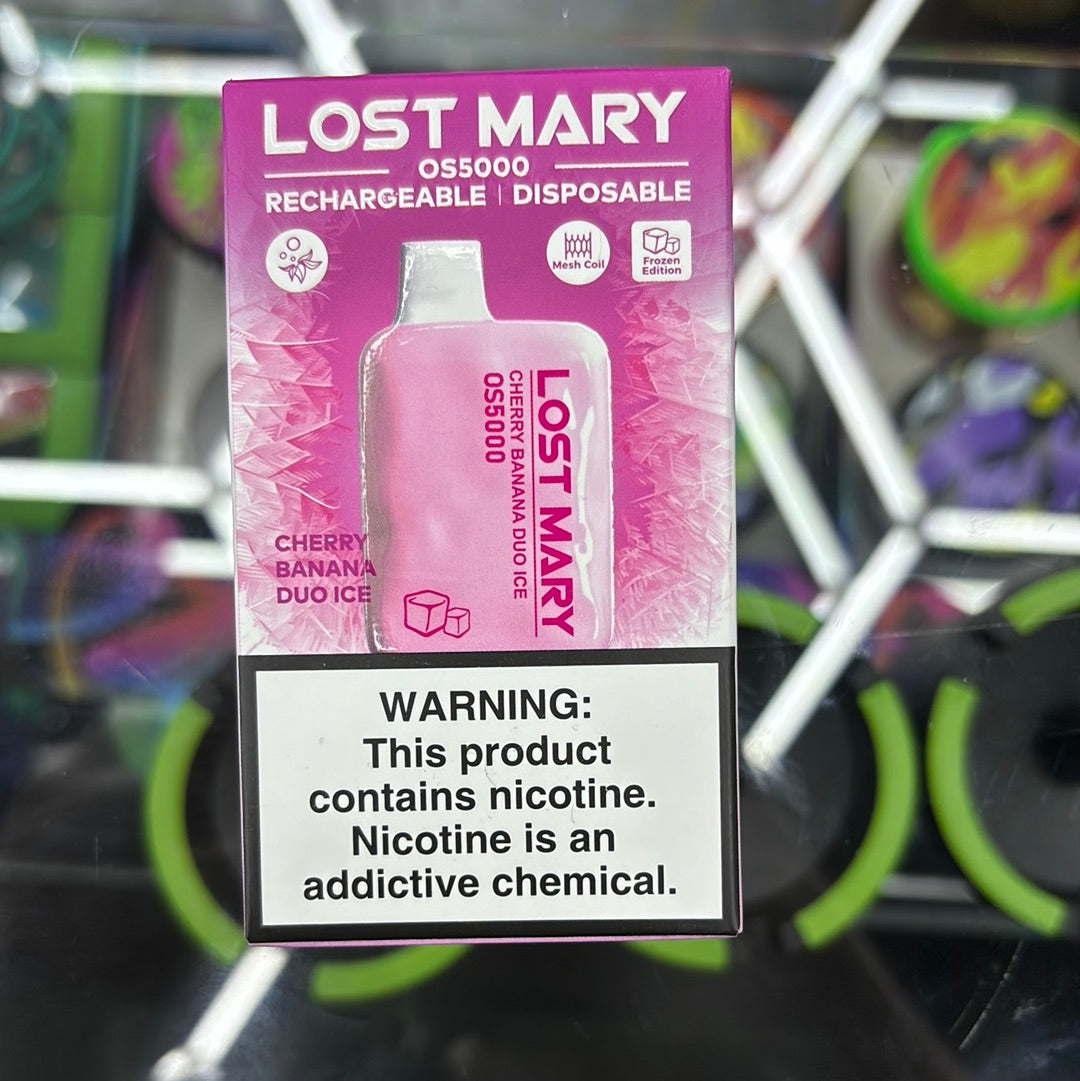 LOST MARY
OS5000
RECHARGEABLE | DISPOSABLE
Mesh Coil
Frozen
Edition
LOST MARY
CHERRY BANANA DUO ICE
OS5000
CHERRY
BANANA
DUO ICE
WARNING:
This product
contains nicotine.
Nicotine is an
addictive chemical.